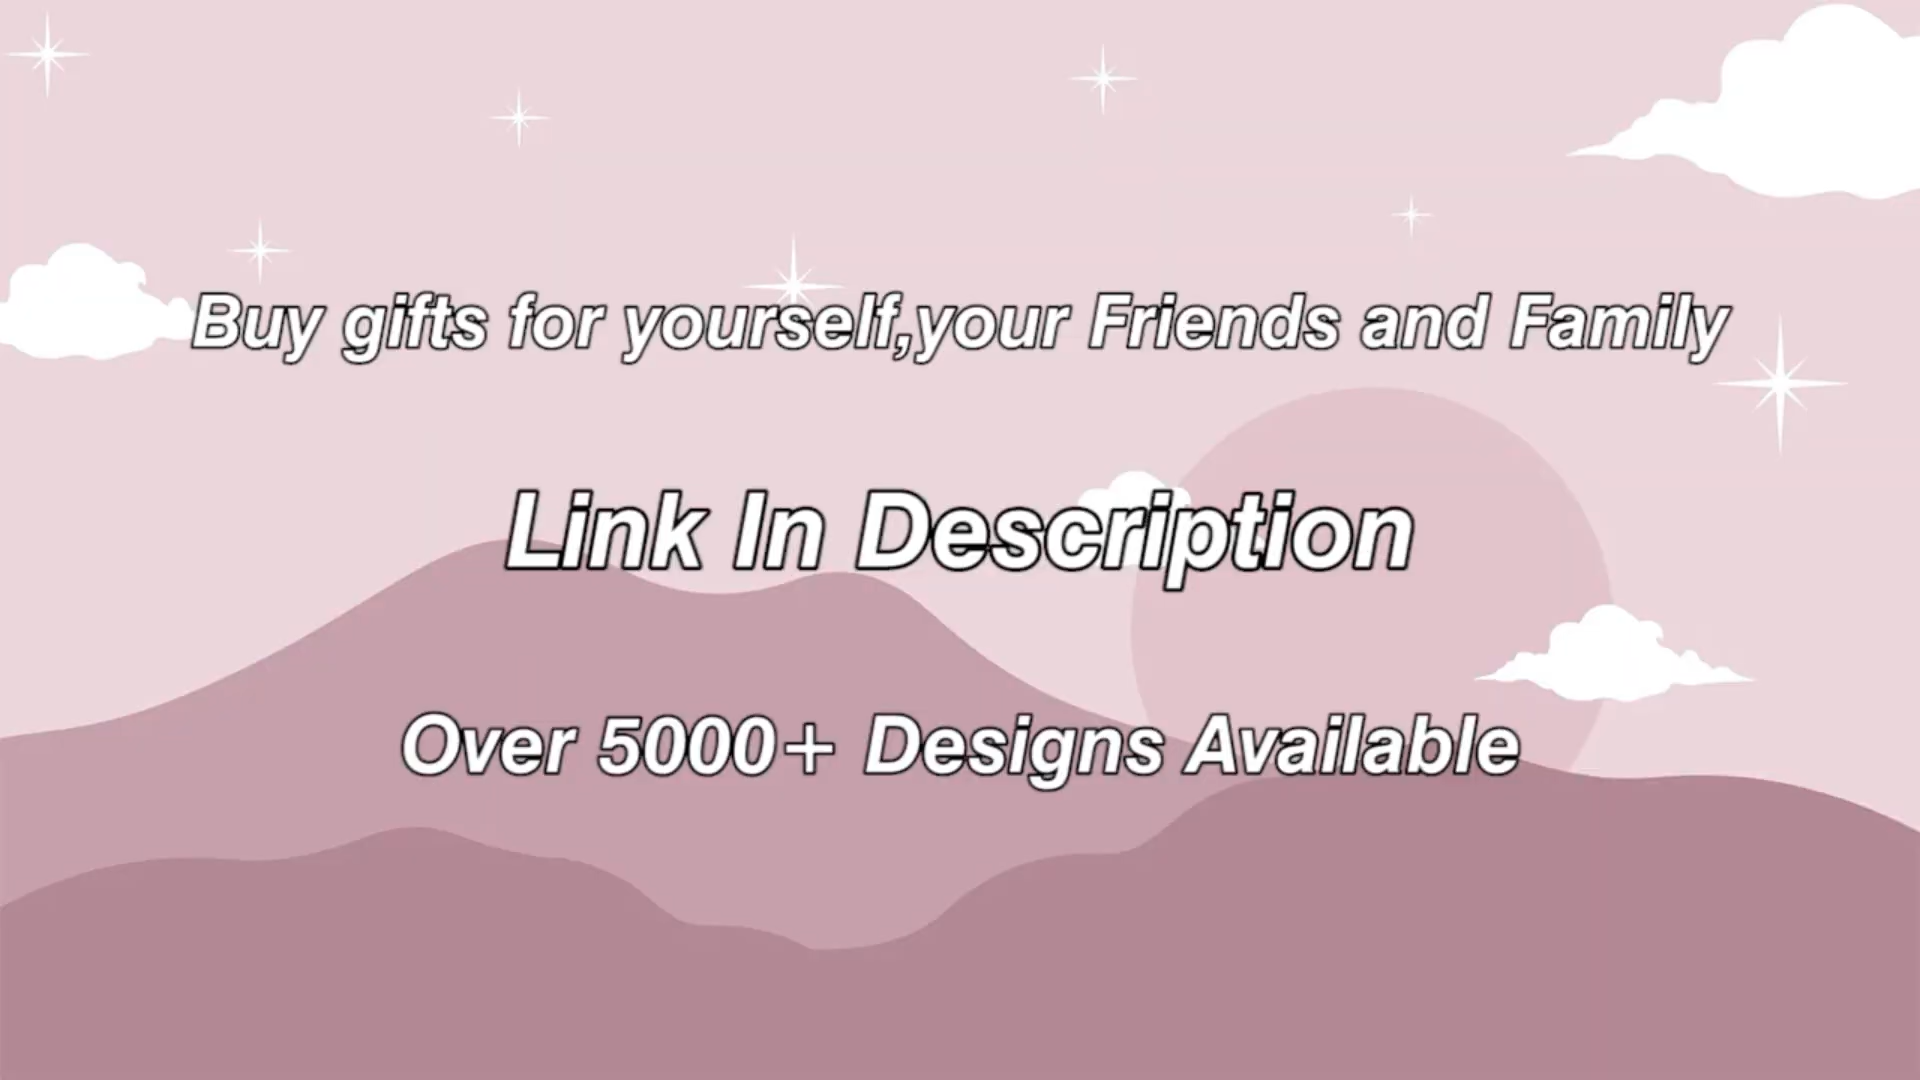 Buy gifts for yourself,your Friends and Family
Link In Description
Over 5000+ Designs Available